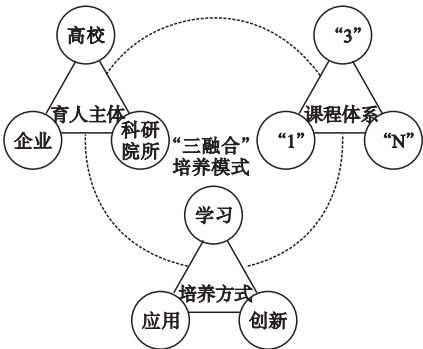 高校
育人主体
企业
科研
院所
“3”
课程体系
“1”
“N”
“三融合”
培养模式
学习
培养方式
应用
创新